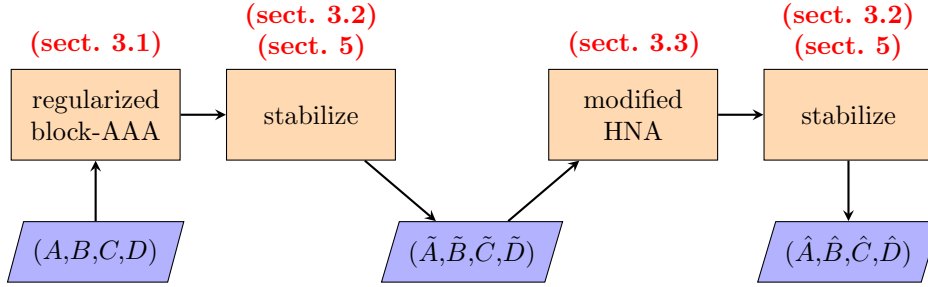 (sect. 3.1)
(sect. 3.2)
(sect. 5)
(sect. 3.3)
(sect. 3.2)
(sect. 5)
regularized
block-AAA
stabilize
modified
HNA
stabilize
(A,B,C,D)
(Ã,B̃,C̃,D̃)
(Â,B̂,Ĉ,D̂)